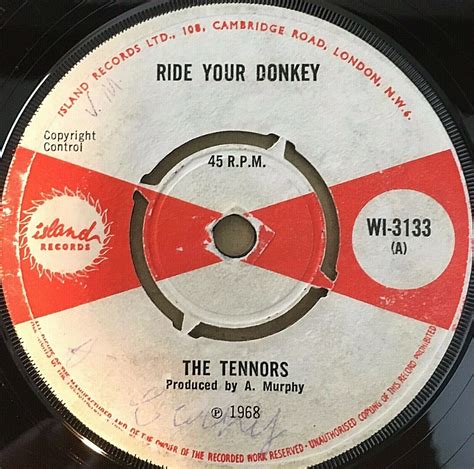 ISLAND RECORDS LTD., 108, CAMBRIDGE ROAD, LONDON, N.W.6.
RIDE YOUR DONKEY
Copyright
Control
45 R.P.M.
island
RECORDS
WI-3133
(A)
THE TENNORS
Produced by A. Murphy
℗ 1968
ALL RIGHTS OF THE MANUFACTURER AND OF THE OWNER OF THE RECORDED WORK RESERVED - UNAUTHORISED COPYING OF THIS RECORD PROHIBITED